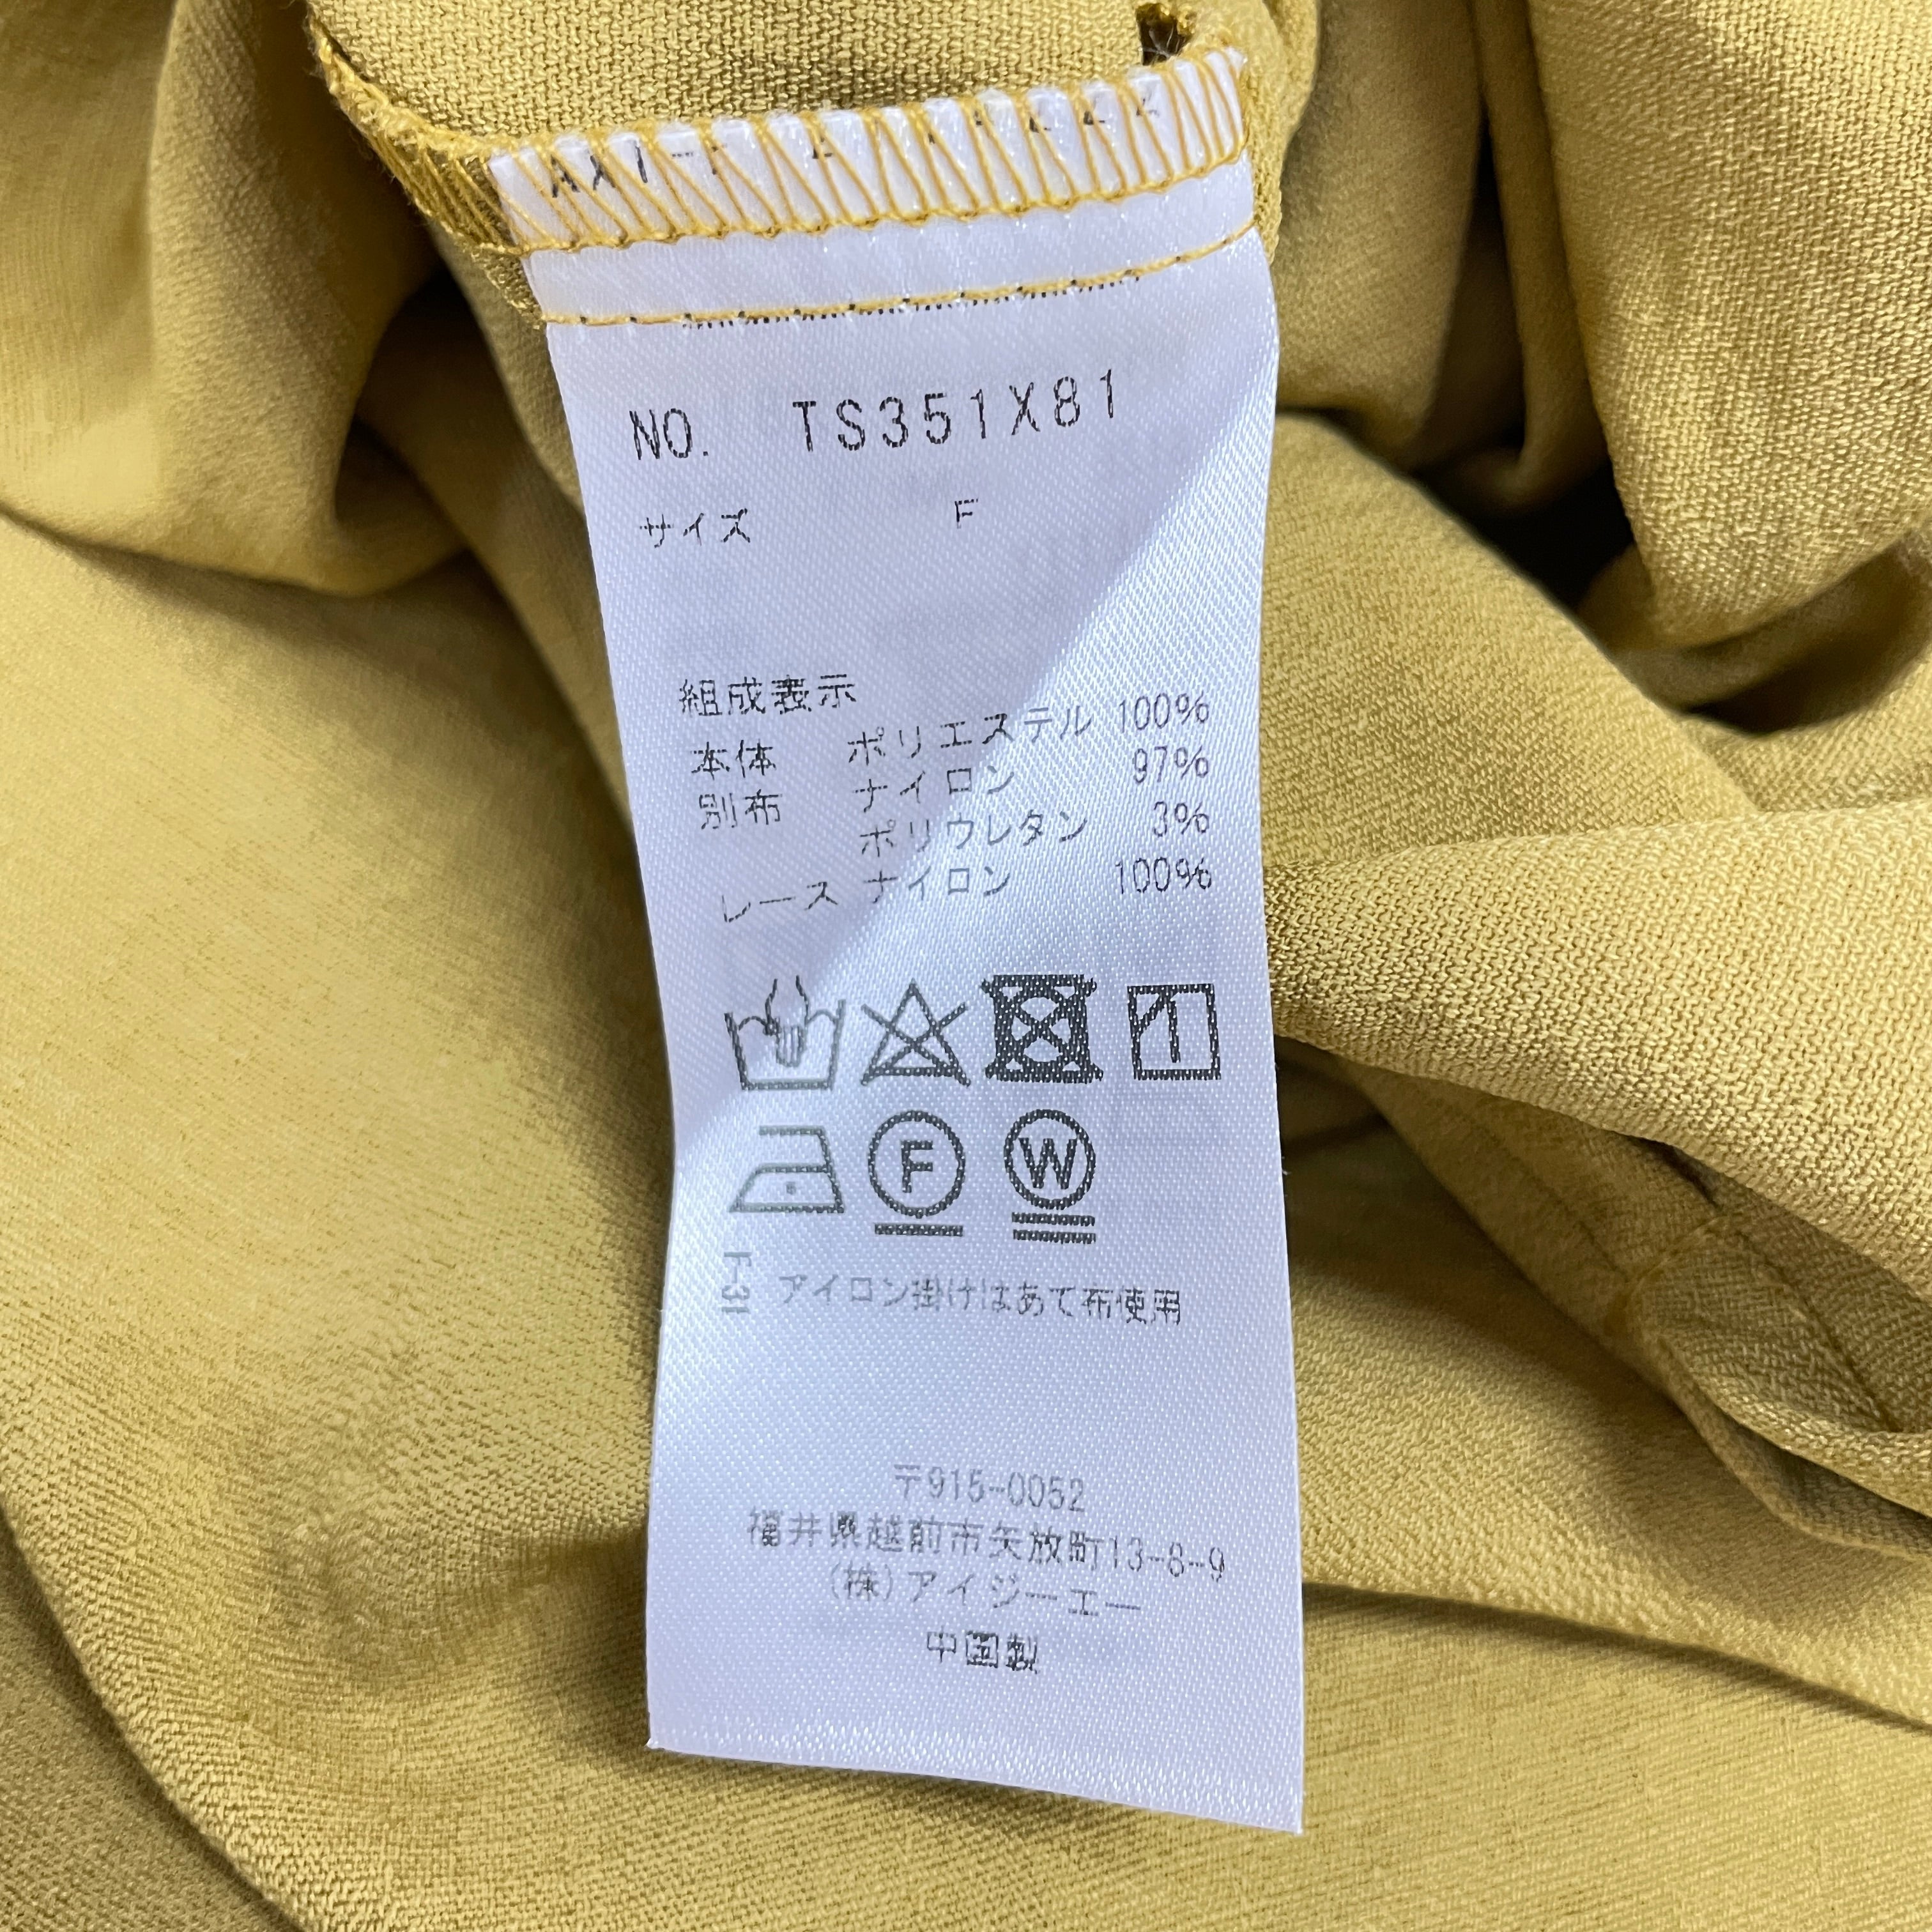 NO. TS351X81
サイズ F
組成表示
本体 ポリエステル 100%
別布 ナイロン 97%
ポリウレタン 3%
レース ナイロン 100%
F W
F-31
アイロン掛けはあて布使用
〒915-0052
福井県越前市矢放町13-8-9
(株)アイジーエー
中国製